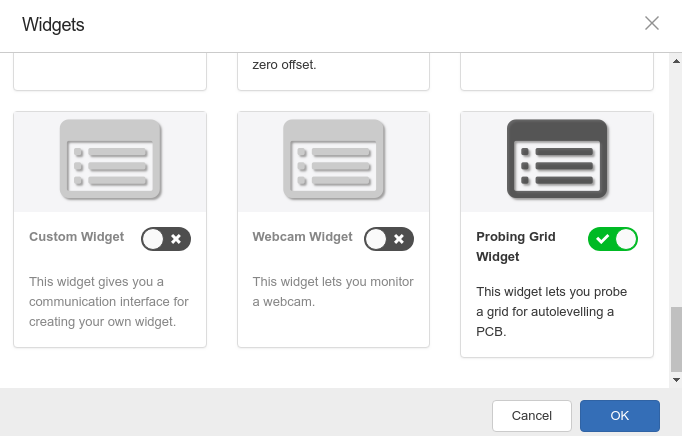 Widgets
zero offset.
Custom Widget
This widget gives you a
communication interface for
creating your own widget.
Webcam Widget
This widget lets you monitor
a webcam.
Probing Grid
Widget
This widget lets you probe
a grid for autolevelling a
PCB.
Cancel
OK